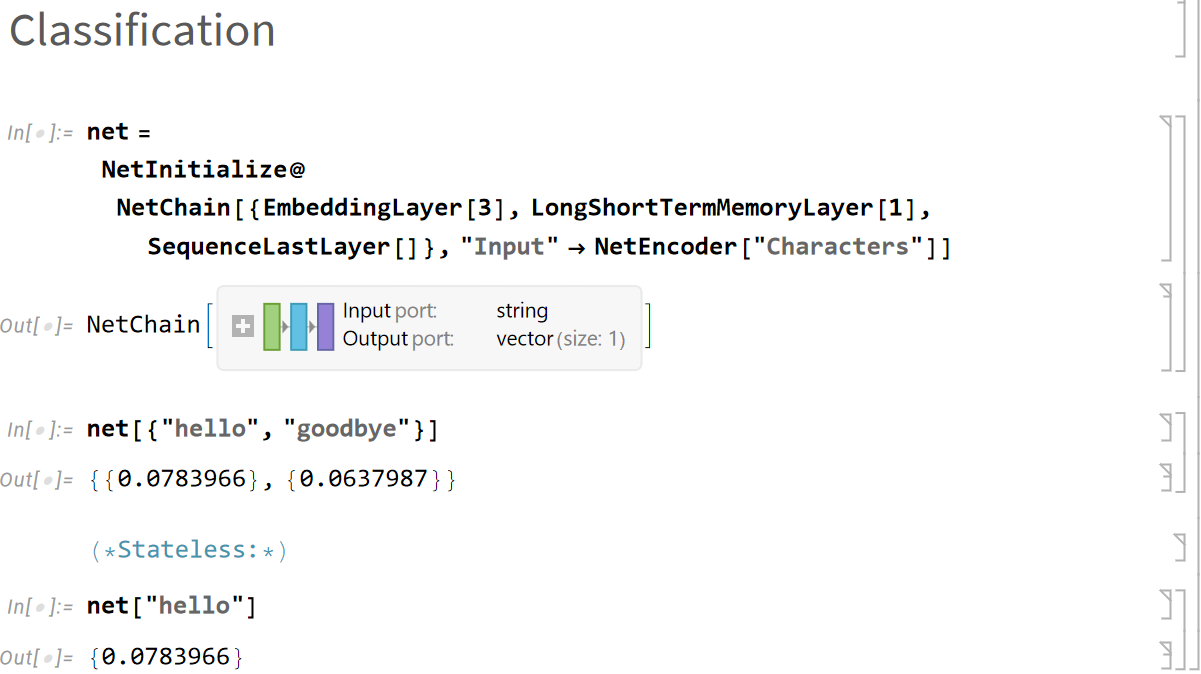 Classification
In[•]:= net =
NetInitialize@
NetChain[{EmbeddingLayer[3], LongShortTermMemoryLayer[1],
SequenceLastLayer[]}, "Input" → NetEncoder["Characters"]]
Out[•]= NetChain[ Input port: string
Output port: vector (size: 1) ]
In[•]:= net[{"hello", "goodbye"}]
Out[•]= {{0.0783966}, {0.0637987}}
(*Stateless:*)
In[•]:= net["hello"]
Out[•]= {0.0783966}